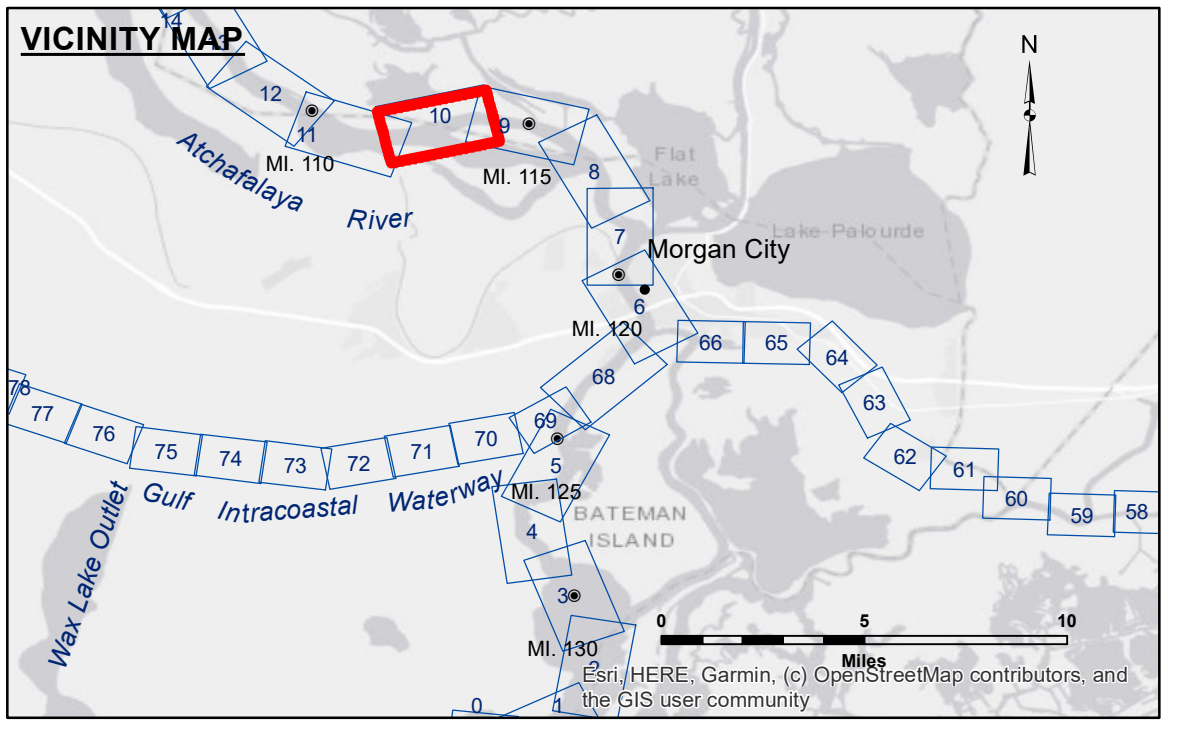 14
VICINITY MAP
13
N
12
10
9
11
MI. 110
MI. 115
Atchafalaya
River
8
Flat
Lake
7
Morgan City
Lake Palourde
6
MI. 120
66
65
64
68
63
78
77
76
75
74
73
72
71
70
69
5
62
61
60
59
58
Gulf Intracoastal Waterway
MI. 125
Wax Lake Outlet
4
BATEMAN
ISLAND
3
MI. 130
2
0 5 10
Miles
Esri, HERE, Garmin, (c) OpenStreetMap contributors, and
the GIS user community
0
1